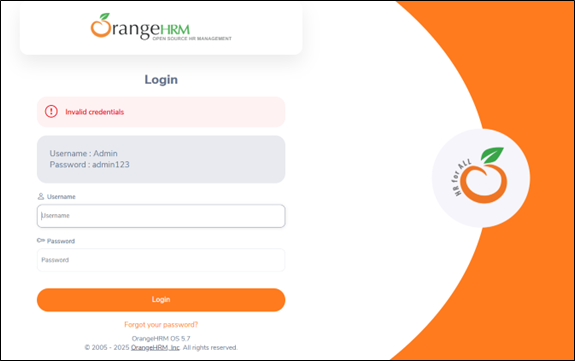 OrangeHRM
OPEN SOURCE HR MANAGEMENT
Login
Invalid credentials
Username : Admin
Password : admin123
Username
Username
Password
Password
Login
Forgot your password?
OrangeHRM OS 5.7
© 2005 - 2025 OrangeHRM, Inc. All rights reserved.
HR for ALL